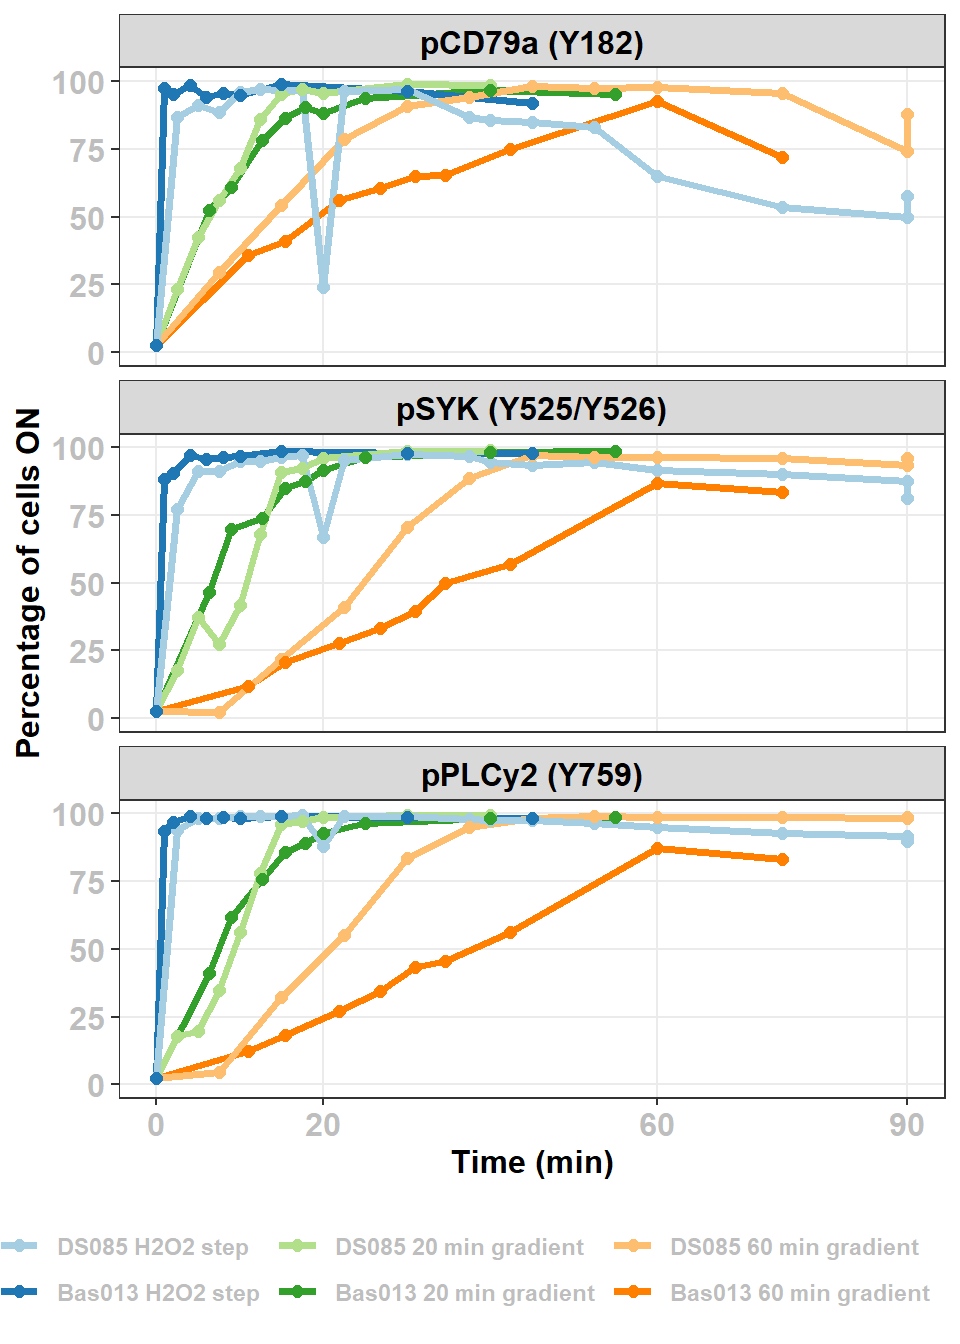 pCD79a (Y182)
100
75
50
25
0
pSYK (Y525/Y526)
100
75
50
25
0
pPLCy2 (Y759)
100
75
50
25
0
Percentage of cells ON
0 20 60 90
Time (min)
DS085 H2O2 step DS085 20 min gradient DS085 60 min gradient
Bas013 H2O2 step Bas013 20 min gradient Bas013 60 min gradient